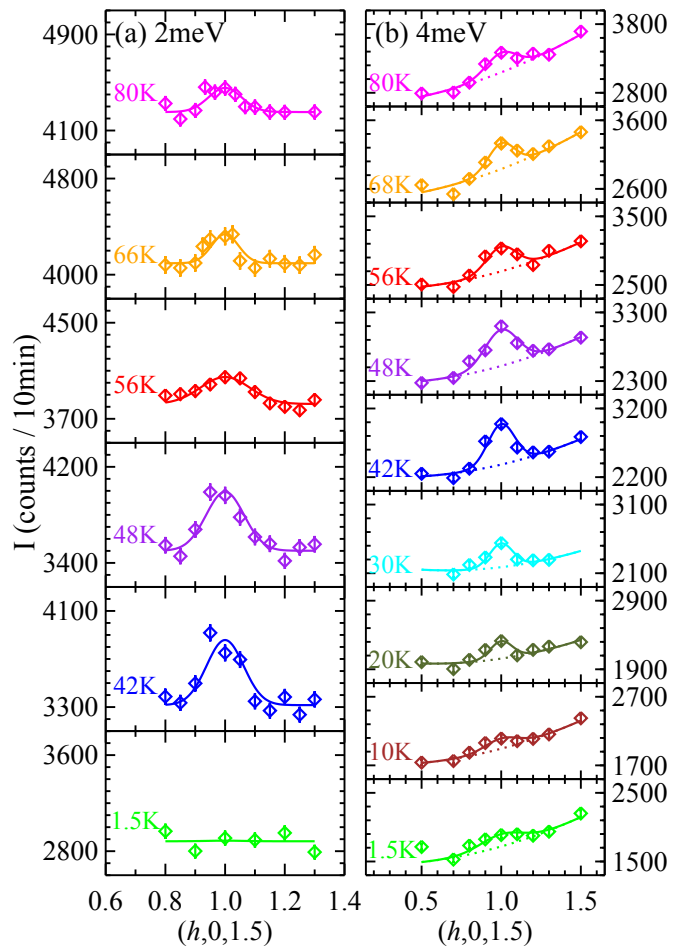 I (counts / 10min)
(a) 2meV
4900
80K
4100
4800
66K
4000
4500
56K
3700
4200
48K
3400
4100
42K
3300
3600
1.5K
2800
0.6 0.8 1.0 1.2 1.4
(h,0,1.5)
(b) 4meV
3800
80K
2800
3600
68K
2600
3500
56K
2500
3300
48K
2300
3200
42K
2200
3100
30K
2100
2900
20K
1900
2700
10K
1700
2500
1.5K
1500
0.5 1.0 1.5
(h,0,1.5)